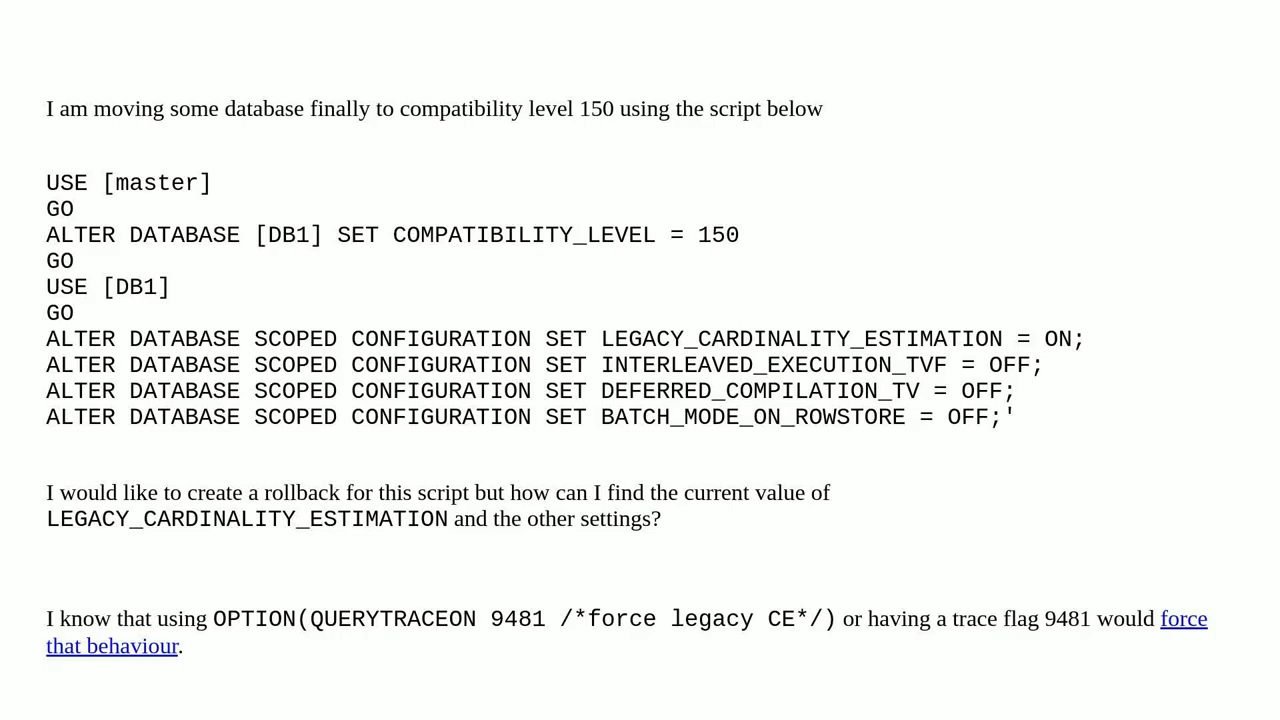 I am moving some database finally to compatibility level 150 using the script below
USE [master]
GO
ALTER DATABASE [DB1] SET COMPATIBILITY_LEVEL = 150
GO
USE [DB1]
GO
ALTER DATABASE SCOPED CONFIGURATION SET LEGACY_CARDINALITY_ESTIMATION = ON;
ALTER DATABASE SCOPED CONFIGURATION SET INTERLEAVED_EXECUTION_TVF = OFF;
ALTER DATABASE SCOPED CONFIGURATION SET DEFERRED_COMPILATION_TV = OFF;
ALTER DATABASE SCOPED CONFIGURATION SET BATCH_MODE_ON_ROWSTORE = OFF;'
I would like to create a rollback for this script but how can I find the current value of
LEGACY_CARDINALITY_ESTIMATION and the other settings?
I know that using OPTION(QUERYTRACEON 9481 /*force legacy CE*/) or having a trace flag 9481 would force
that behaviour.